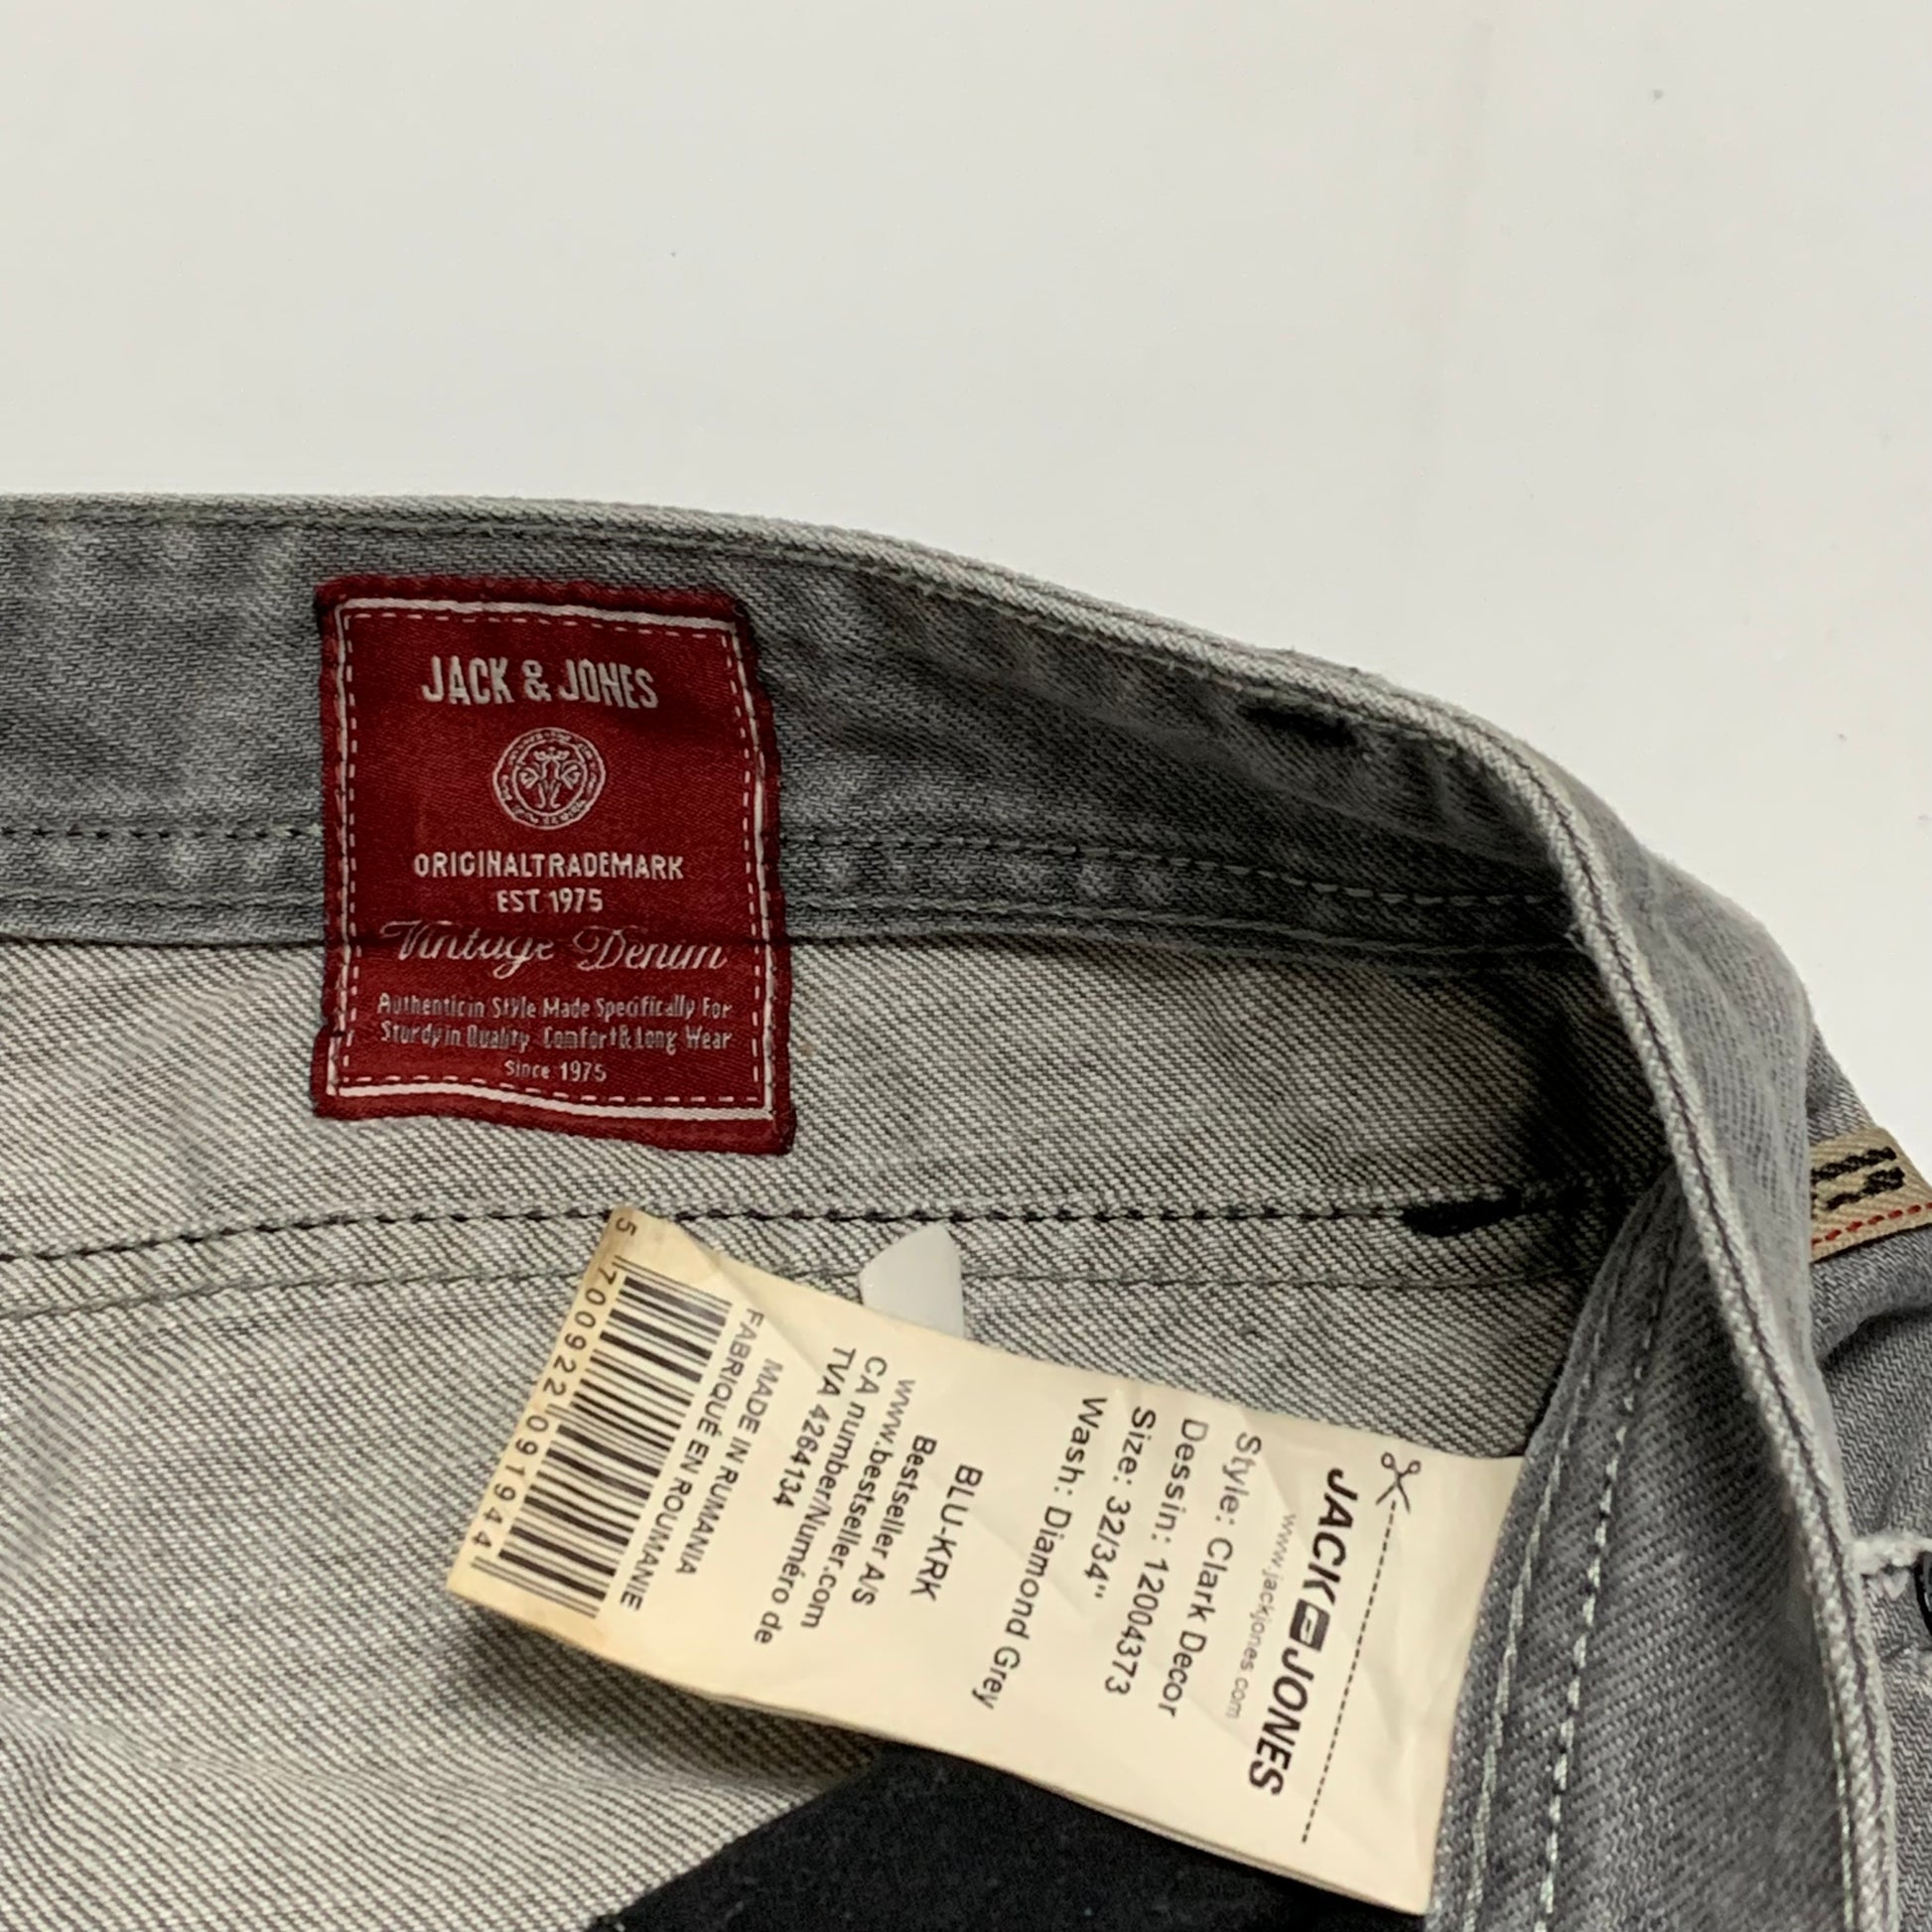 JACK & JONES
ORIGINALTRADEMARK
EST 1975
Vintage Denim
Authentic in Style Made Specifically For
Sturdy in Quality Comfort & Long Wear
Since 1975
JACK JONES
www.jackjones.com
Style: Clark Decor
Dessin: 12004373
Size: 32/34"
Wash: Diamond Grey
BLU-KRK
Bestseller A/S
www.bestseller.com
CA number/Numéro de
TVA 4264134
MADE IN RUMANIA
FABRIQUÉ EN ROUMANIE
5 700922 091944